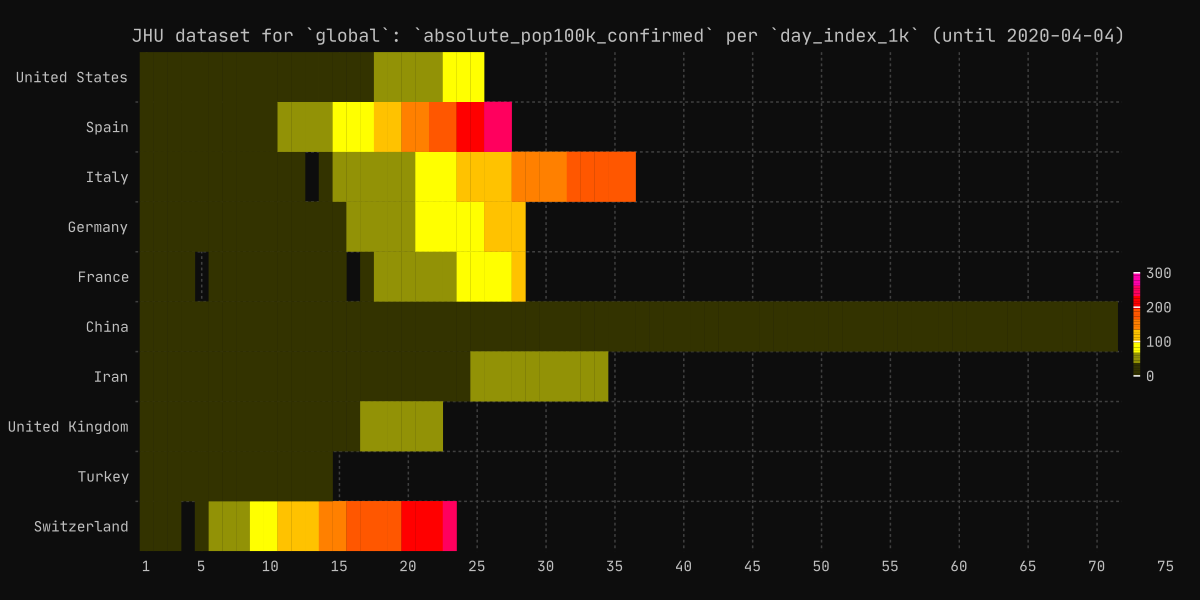 JHU dataset for `global`: `absolute_pop100k_confirmed` per `day_index_1k` (until 2020-04-04)
United States
Spain
Italy
Germany
France
China
Iran
United Kingdom
Turkey
Switzerland
300
200
100
0
1 5 10 15 20 25 30 35 40 45 50 55 60 65 70 75